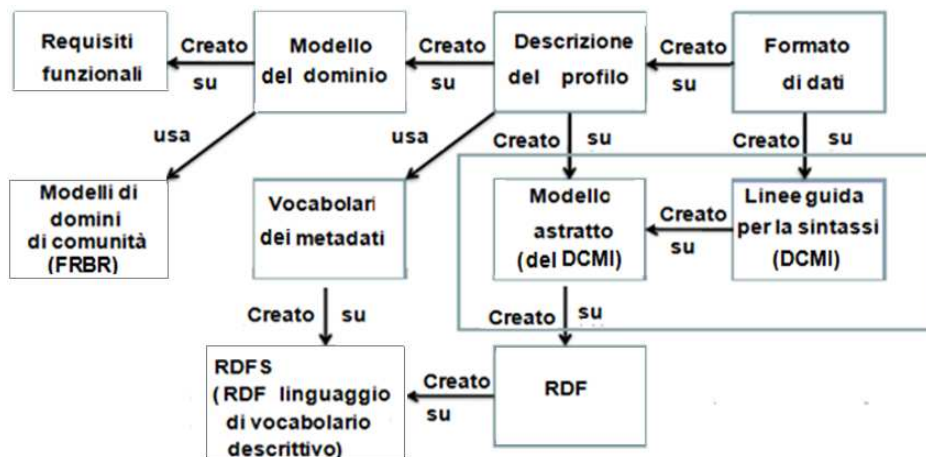 Requisiti
funzionali
Creato
su
Modello
del dominio
Creato
su
Descrizione
del profilo
Creato
su
Formato
di dati
usa
usa
Creato su
Creato su
Modelli di
domini
di comunità
(FRBR)
Vocabolari
dei metadati
Modello
astratto
(del DCMI)
Creato
su
Linee guida
per la sintassi
(DCMI)
Creato su
Creato su
RDFS
(RDF linguaggio
di vocabolario
descrittivo)
Creato
su
RDF